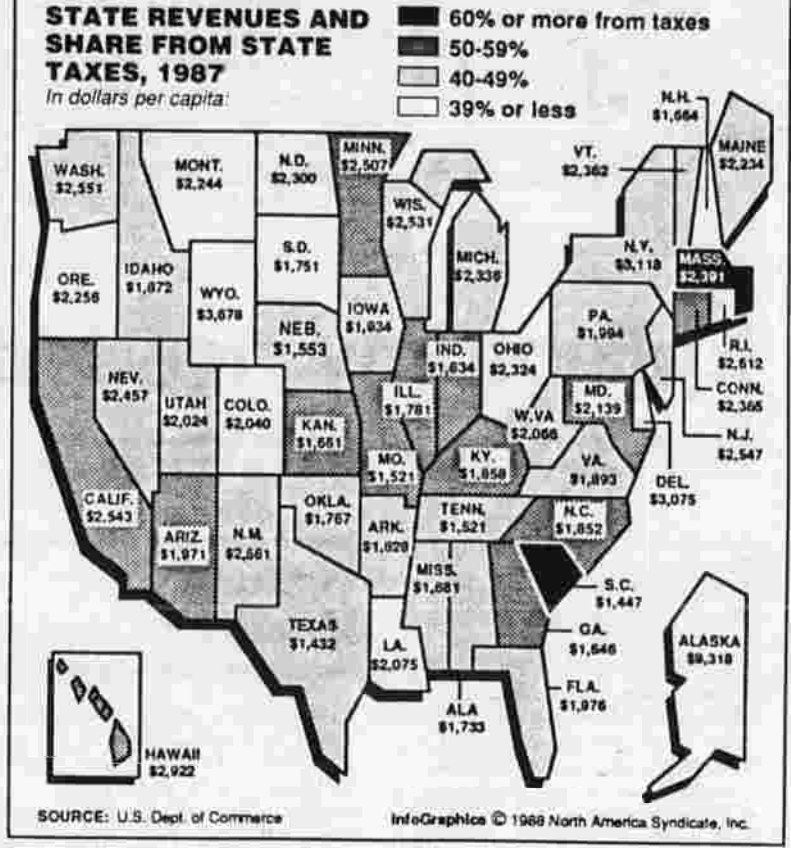 STATE REVENUES AND
SHARE FROM STATE
TAXES, 1987
In dollars per capita:
60% or more from taxes
50-59%
40-49%
39% or less
N.H.
$1,664
MAINE
$2,234
VT.
$2,362
WASH.
$2,551
MONT.
$2,244
N.D.
$2,300
MINN.
$2,507
WIS.
$2,531
MICH.
$2,336
N.Y.
$3,118
MASS.
$2,391
ORE.
$2,256
IDAHO
$1,872
WYO.
$3,678
S.D.
$1,751
IOWA
$1,934
NEB.
$1,553
PA.
$1,994
R.I.
$2,612
CONN.
$2,365
N.J.
$2,547
DEL.
$3,075
NEV.
$2,457
UTAH
$2,024
COLO.
$2,040
KAN.
$1,661
ILL.
$1,781
IND.
$1,834
OHIO
$2,324
MD.
$2,139
W.VA
$2,066
VA.
$1,893
MO.
$1,521
KY.
$1,858
CALIF.
$2,543
ARIZ.
$1,971
N.M.
$2,661
OKLA.
$1,767
ARK.
$1,628
TENN.
$1,521
N.C.
$1,852
MISS.
$1,681
S.C.
$1,447
GA.
$1,646
TEXAS
$1,432
LA.
$2,075
ALA
$1,733
FLA.
$1,976
ALASKA
$9,318
HAWAII
$2,922
SOURCE: U.S. Dept. of Commerce
InfoGraphics © 1988 North America Syndicate, Inc.